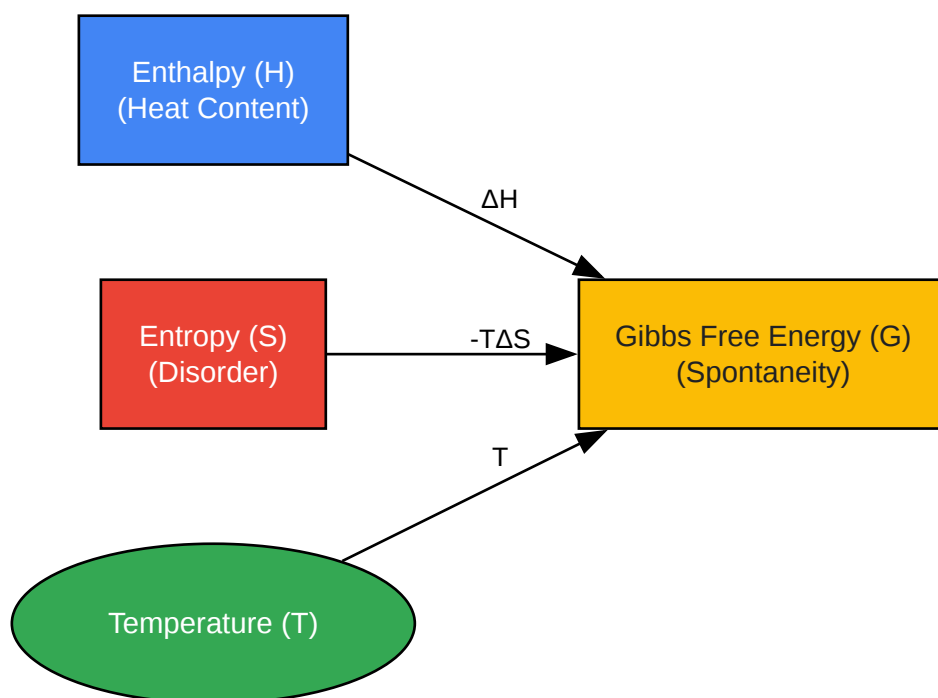 Enthalpy (H)
(Heat Content)
ΔH
Entropy (S)
(Disorder)
-TΔS
Gibbs Free Energy (G)
(Spontaneity)
T
Temperature (T)